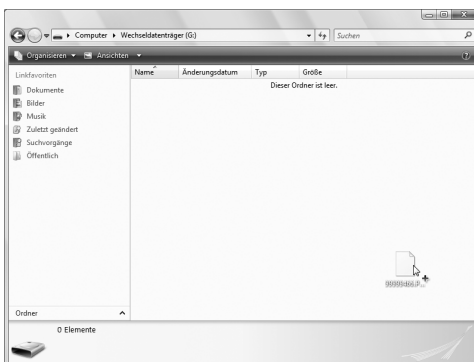 Computer ▸ Wechseldatenträger (G:)
Suchen
Organisieren
Ansichten
Linkfavoriten
Dokumente
Bilder
Musik
Zuletzt geändert
Suchvorgänge
Öffentlich
Ordner
Name
Änderungsdatum
Typ
Größe
Dieser Ordner ist leer.
0 Elemente